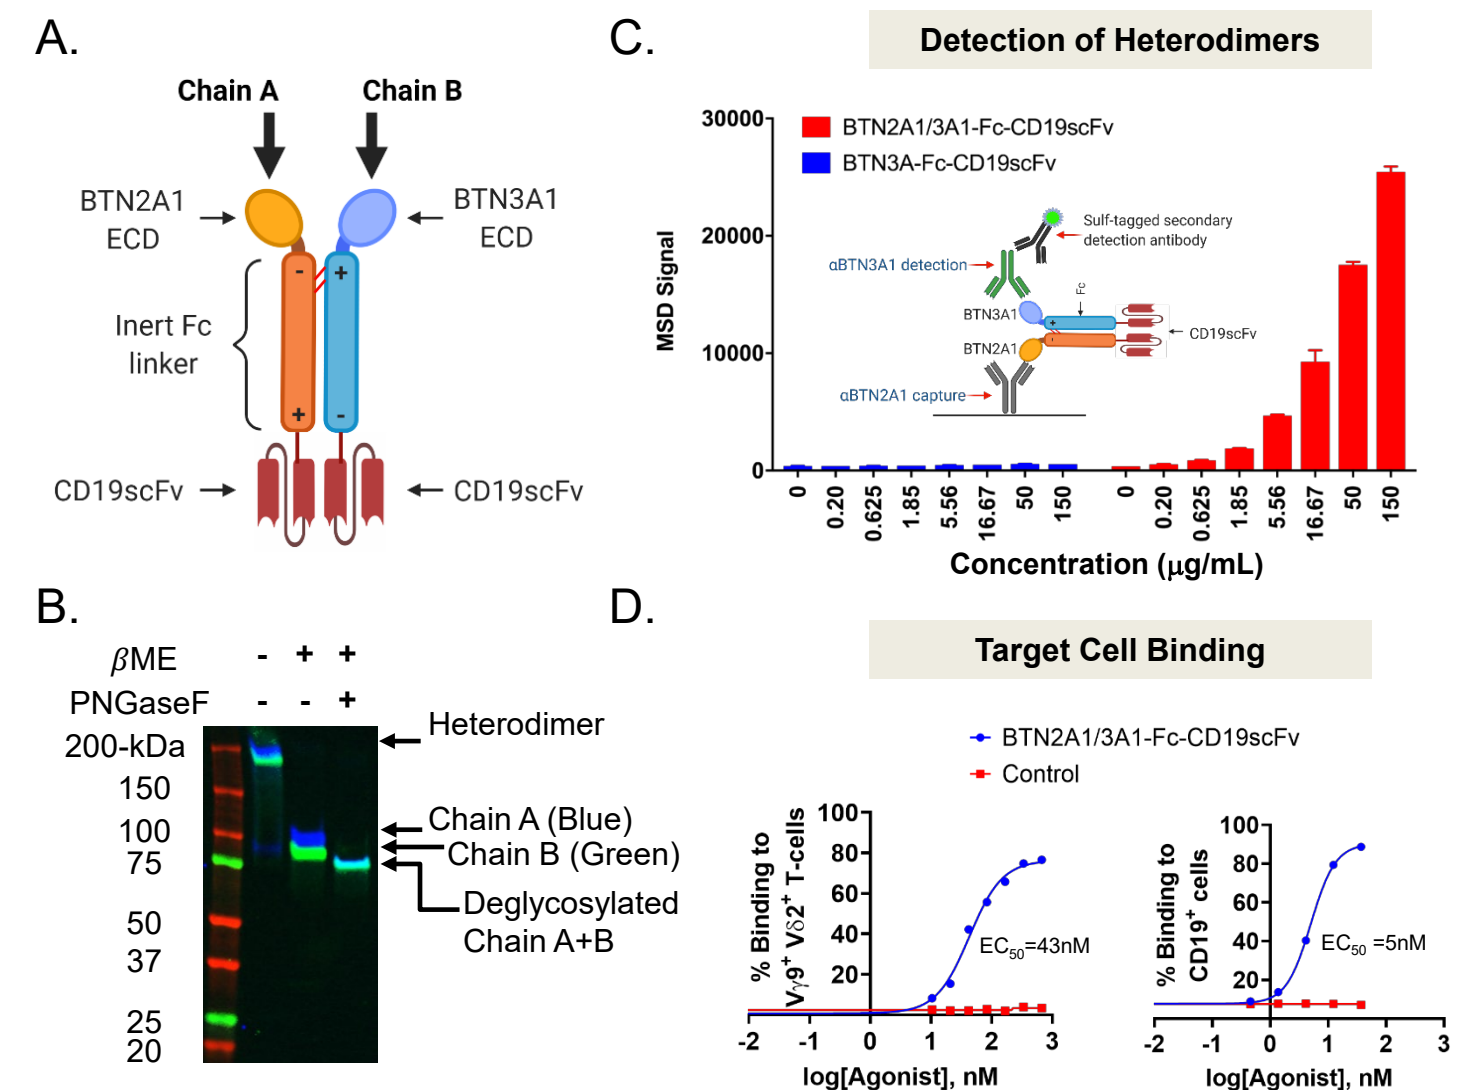 A.
Chain A
Chain B
BTN2A1
ECD
BTN3A1
ECD
-
+
Inert Fc
linker
+
-
CD19scFv
CD19scFv
B.
βME - + +
PNGaseF - - +
200-kDa
150
100
75
50
37
25
20
Heterodimer
Chain A (Blue)
Chain B (Green)
Deglycosylated
Chain A+B
C.
Detection of Heterodimers
BTN2A1/3A1-Fc-CD19scFv
BTN3A-Fc-CD19scFv
MSD Signal
30000
20000
10000
0
Sulf-tagged secondary
detection antibody
αBTN3A1 detection
Fc
BTN3A1
+
-
BTN2A1
CD19scFv
αBTN2A1 capture
0 0.20 0.625 1.85 5.56 16.67 50 150 0 0.20 0.625 1.85 5.56 16.67 50 150
Concentration (μg/mL)
D.
Target Cell Binding
BTN2A1/3A1-Fc-CD19scFv
Control
% Binding to
Vγ9+ Vδ2+ T-cells
100
80
60
40
20
EC50=43nM
-2 -1 0 1 2 3
log[Agonist], nM
% Binding to
CD19+ cells
100
80
60
40
20
EC50 =5nM
-2 -1 0 1 2 3
log[Agonist], nM